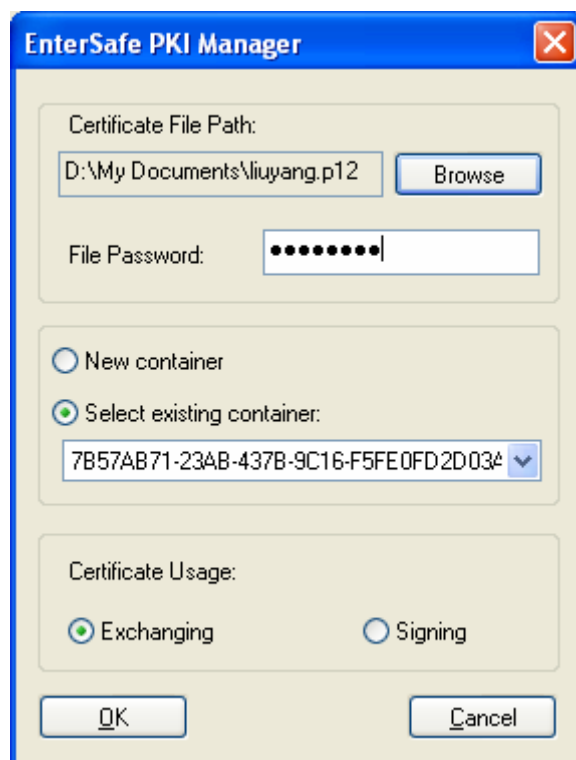 EnterSafe PKI Manager
Certificate File Path:
D:\My Documents\liuyang.p12
Browse
File Password:
●●●●●●●●
New container
Select existing container:
7B57AB71-23AB-437B-9C16-F5FE0FD2D03A
Certificate Usage:
Exchanging
Signing
OK
Cancel